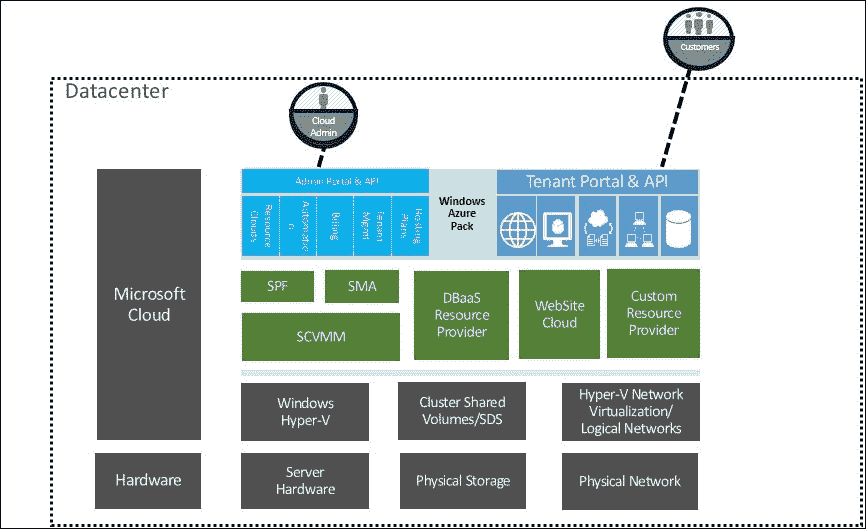 Customers
Datacenter
Cloud
Admin
Admin Portal & API
Windows
Azure
Pack
Tenant Portal & API
Resource
Clouds
Automatio
n
Billing
Tenant
Mgmt
Hosting
Plans
Microsoft
Cloud
SPF
SMA
SCVMM
DBaaS
Resource
Provider
WebSite
Cloud
Custom
Resource
Provider
Windows
Hyper-V
Cluster Shared
Volumes/SDS
Hyper-V Network
Virtualization/
Logical Networks
Hardware
Server
Hardware
Physical Storage
Physical Network